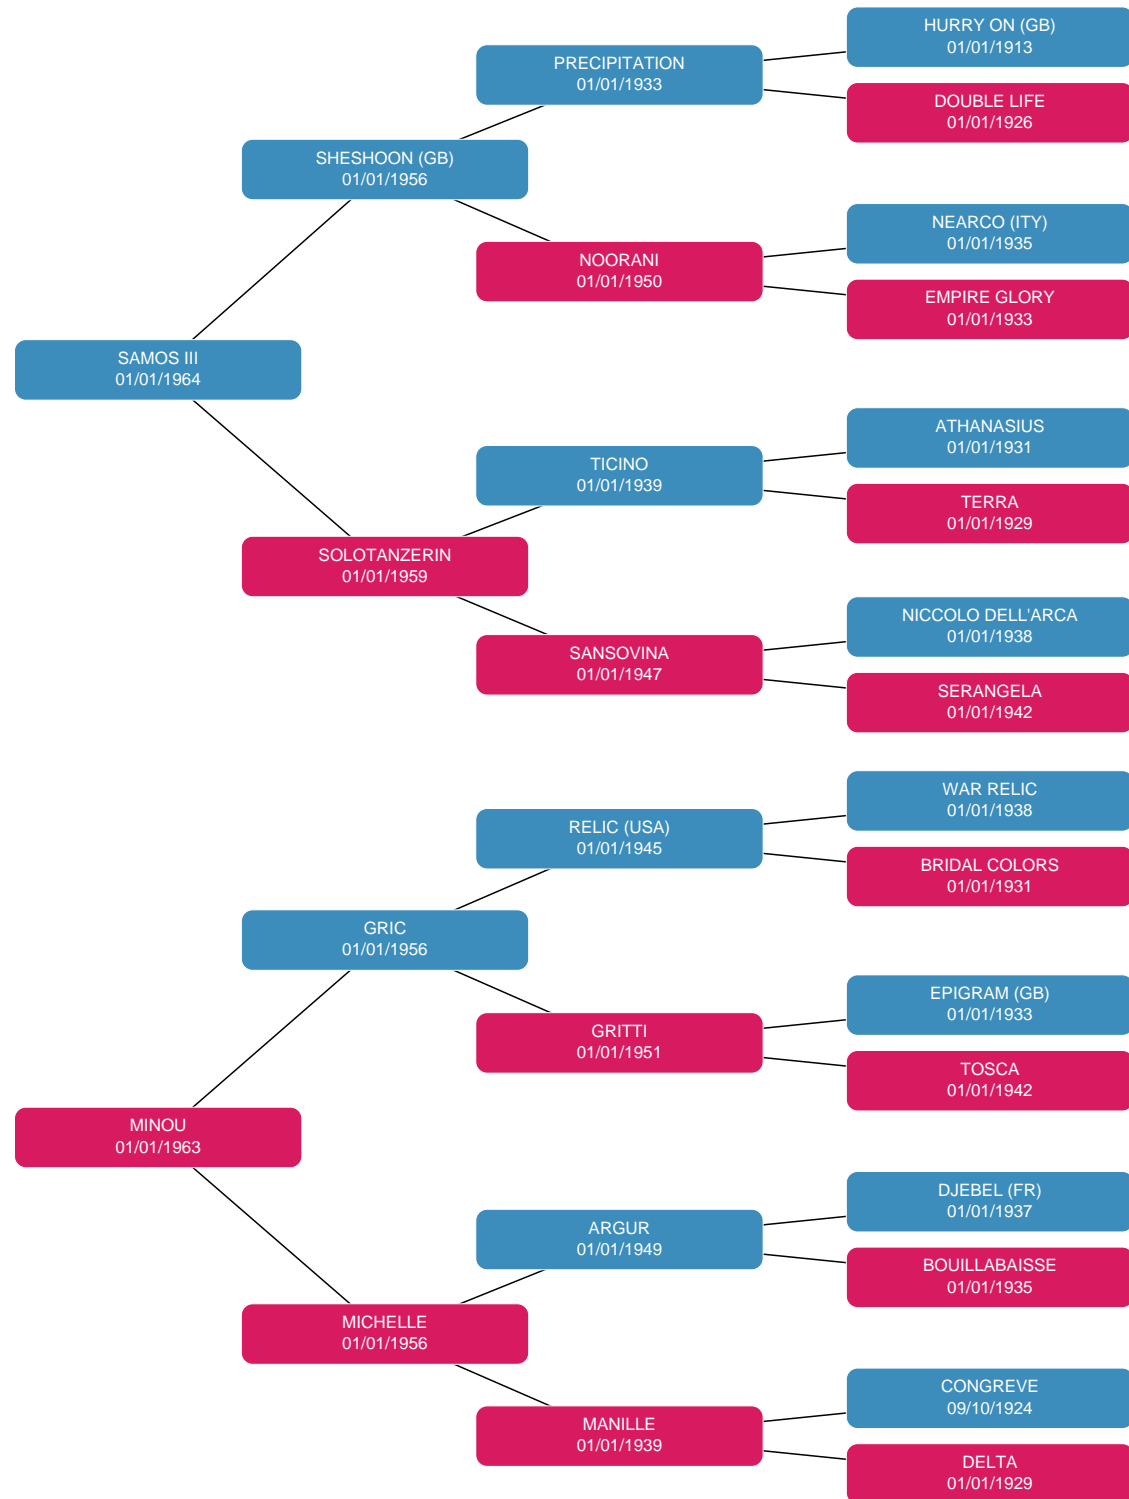 HURRY ON (GB)
01/01/1913
PRECIPITATION
01/01/1933
DOUBLE LIFE
01/01/1926
SHESHOON (GB)
01/01/1956
NEARCO (ITY)
01/01/1935
NOORANI
01/01/1950
EMPIRE GLORY
01/01/1933
SAMOS III
01/01/1964
ATHANASIUS
01/01/1931
TICINO
01/01/1939
TERRA
01/01/1929
SOLOTANZERIN
01/01/1959
NICCOLO DELL'ARCA
01/01/1938
SANSOVINA
01/01/1947
SERANGELA
01/01/1942
WAR RELIC
01/01/1938
RELIC (USA)
01/01/1945
BRIDAL COLORS
01/01/1931
GRIC
01/01/1956
EPIGRAM (GB)
01/01/1933
GRITTI
01/01/1951
TOSCA
01/01/1942
MINOU
01/01/1963
DJEBEL (FR)
01/01/1937
ARGUR
01/01/1949
BOUILLABAISSE
01/01/1935
MICHELLE
01/01/1956
CONGREVE
09/10/1924
MANILLE
01/01/1939
DELTA
01/01/1929